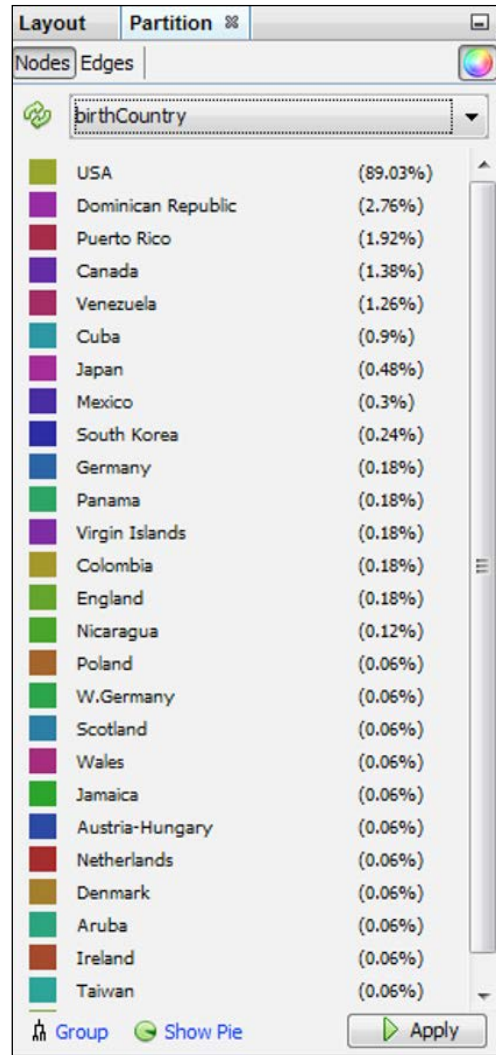 Layout Partition
Nodes Edges
birthCountry
USA (89.03%)
Dominican Republic (2.76%)
Puerto Rico (1.92%)
Canada (1.38%)
Venezuela (1.26%)
Cuba (0.9%)
Japan (0.48%)
Mexico (0.3%)
South Korea (0.24%)
Germany (0.18%)
Panama (0.18%)
Virgin Islands (0.18%)
Colombia (0.18%)
England (0.18%)
Nicaragua (0.12%)
Poland (0.06%)
W.Germany (0.06%)
Scotland (0.06%)
Wales (0.06%)
Jamaica (0.06%)
Austria-Hungary (0.06%)
Netherlands (0.06%)
Denmark (0.06%)
Aruba (0.06%)
Ireland (0.06%)
Taiwan (0.06%)
Group Show Pie Apply